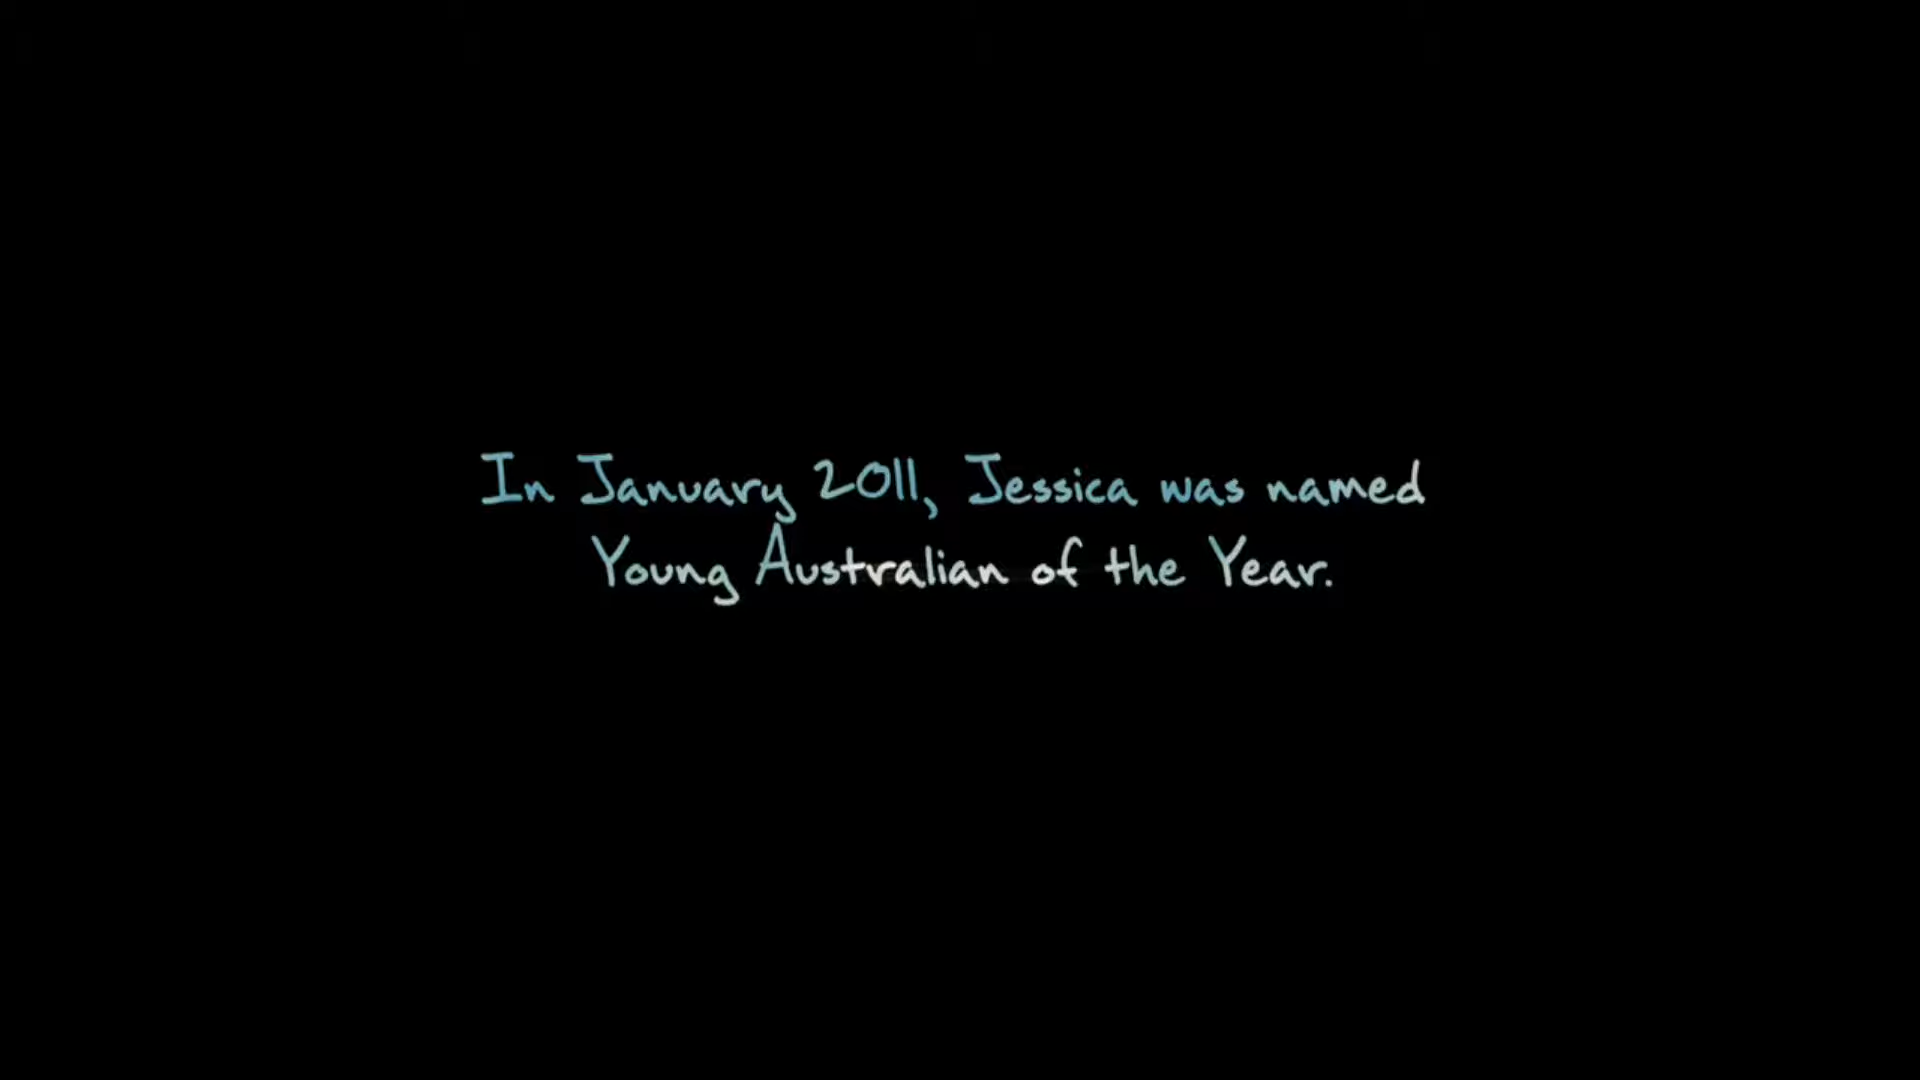 In January 2011, Jessica was named
Young Australian of the Year.